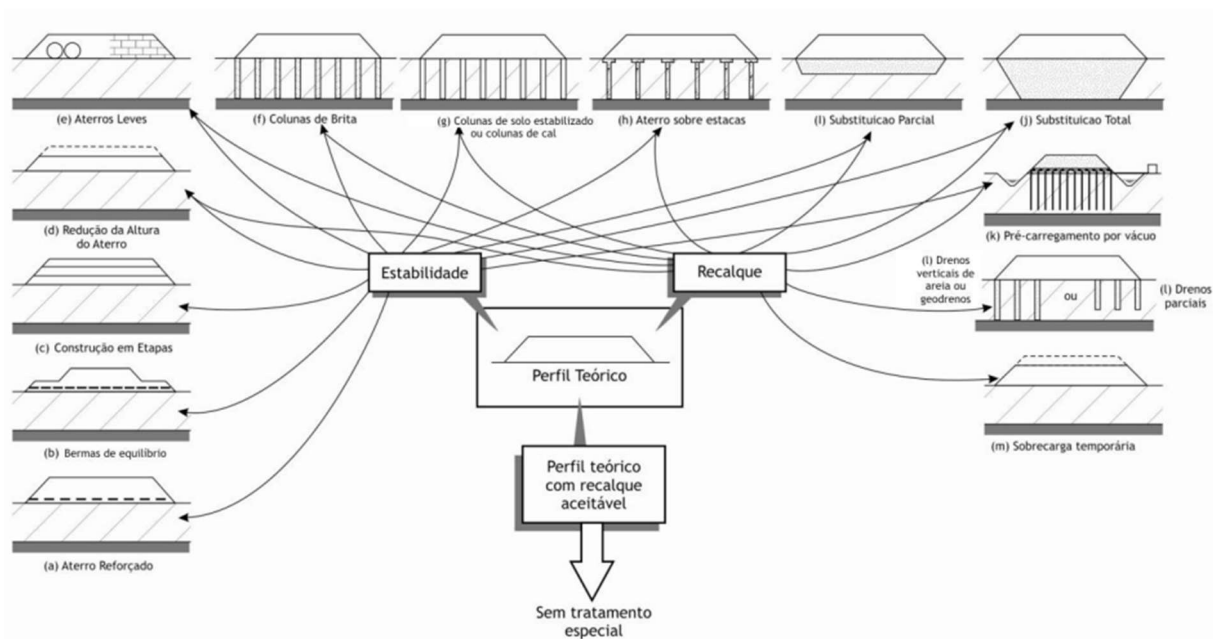 (e) Aterros Leves
(f) Colunas de Brita
(g) Colunas de solo estabilizado
ou colunas de cal
(h) Aterro sobre estacas
(l) Substituicao Parcial
(j) Substituicao Total
(d) Redução da Altura
do Aterro
(k) Pré-carregamento por vácuo
Estabilidade
Recalque
(l) Drenos
verticais de
areia ou
geodrenos
ou
(l) Drenos
parciais
(c) Construção em Etapas
Perfil Teórico
(b) Bermas de equilíbrio
(m) Sobrecarga temporária
Perfil teórico
com recalque
aceitável
(a) Aterro Reforçado
Sem tratamento
especial